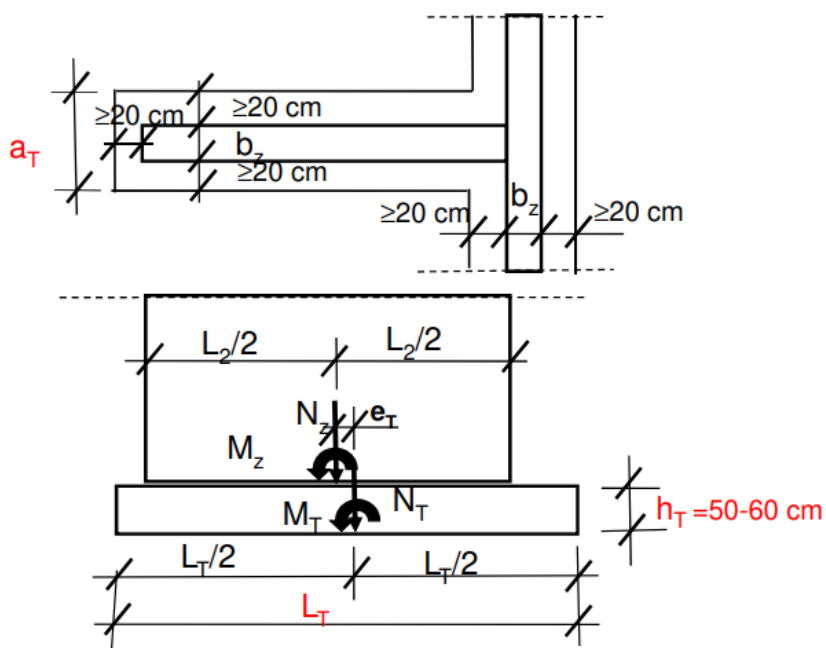 ≥20 cm
≥20 cm
a_T
b_z
≥20 cm
b_z
≥20 cm
≥20 cm
L_2/2
L_2/2
N_z
e_T
M_z
N_T
M_T
h_T =50-60 cm
L_T/2
L_T/2
L_T